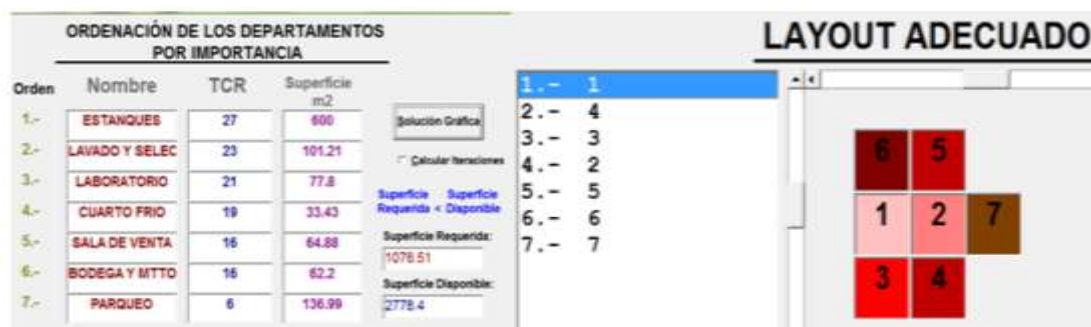 ORDENACIÓN DE LOS DEPARTAMENTOS
POR IMPORTANCIA
Orden Nombre TCR Superficie m2
1.- ESTANQUES 27 600
2.- LAVADO Y SELEC 23 101.21
3.- LABORATORIO 21 77.8
4.- CUARTO FRIO 19 33.43
5.- SALA DE VENTA 16 64.88
6.- BODEGA Y MTTO 16 62.2
7.- PARQUEO 6 136.99
Solución Gráfica
Calcular Iteraciones
Superficie Superficie
Requerida < Disponible
Superficie Requerida:
1076.51
Superficie Disponible:
2778.4
1.- 1
2.- 4
3.- 3
4.- 2
5.- 5
6.- 6
7.- 7
LAYOUT ADECUADO
6 5
1 2 7
3 4